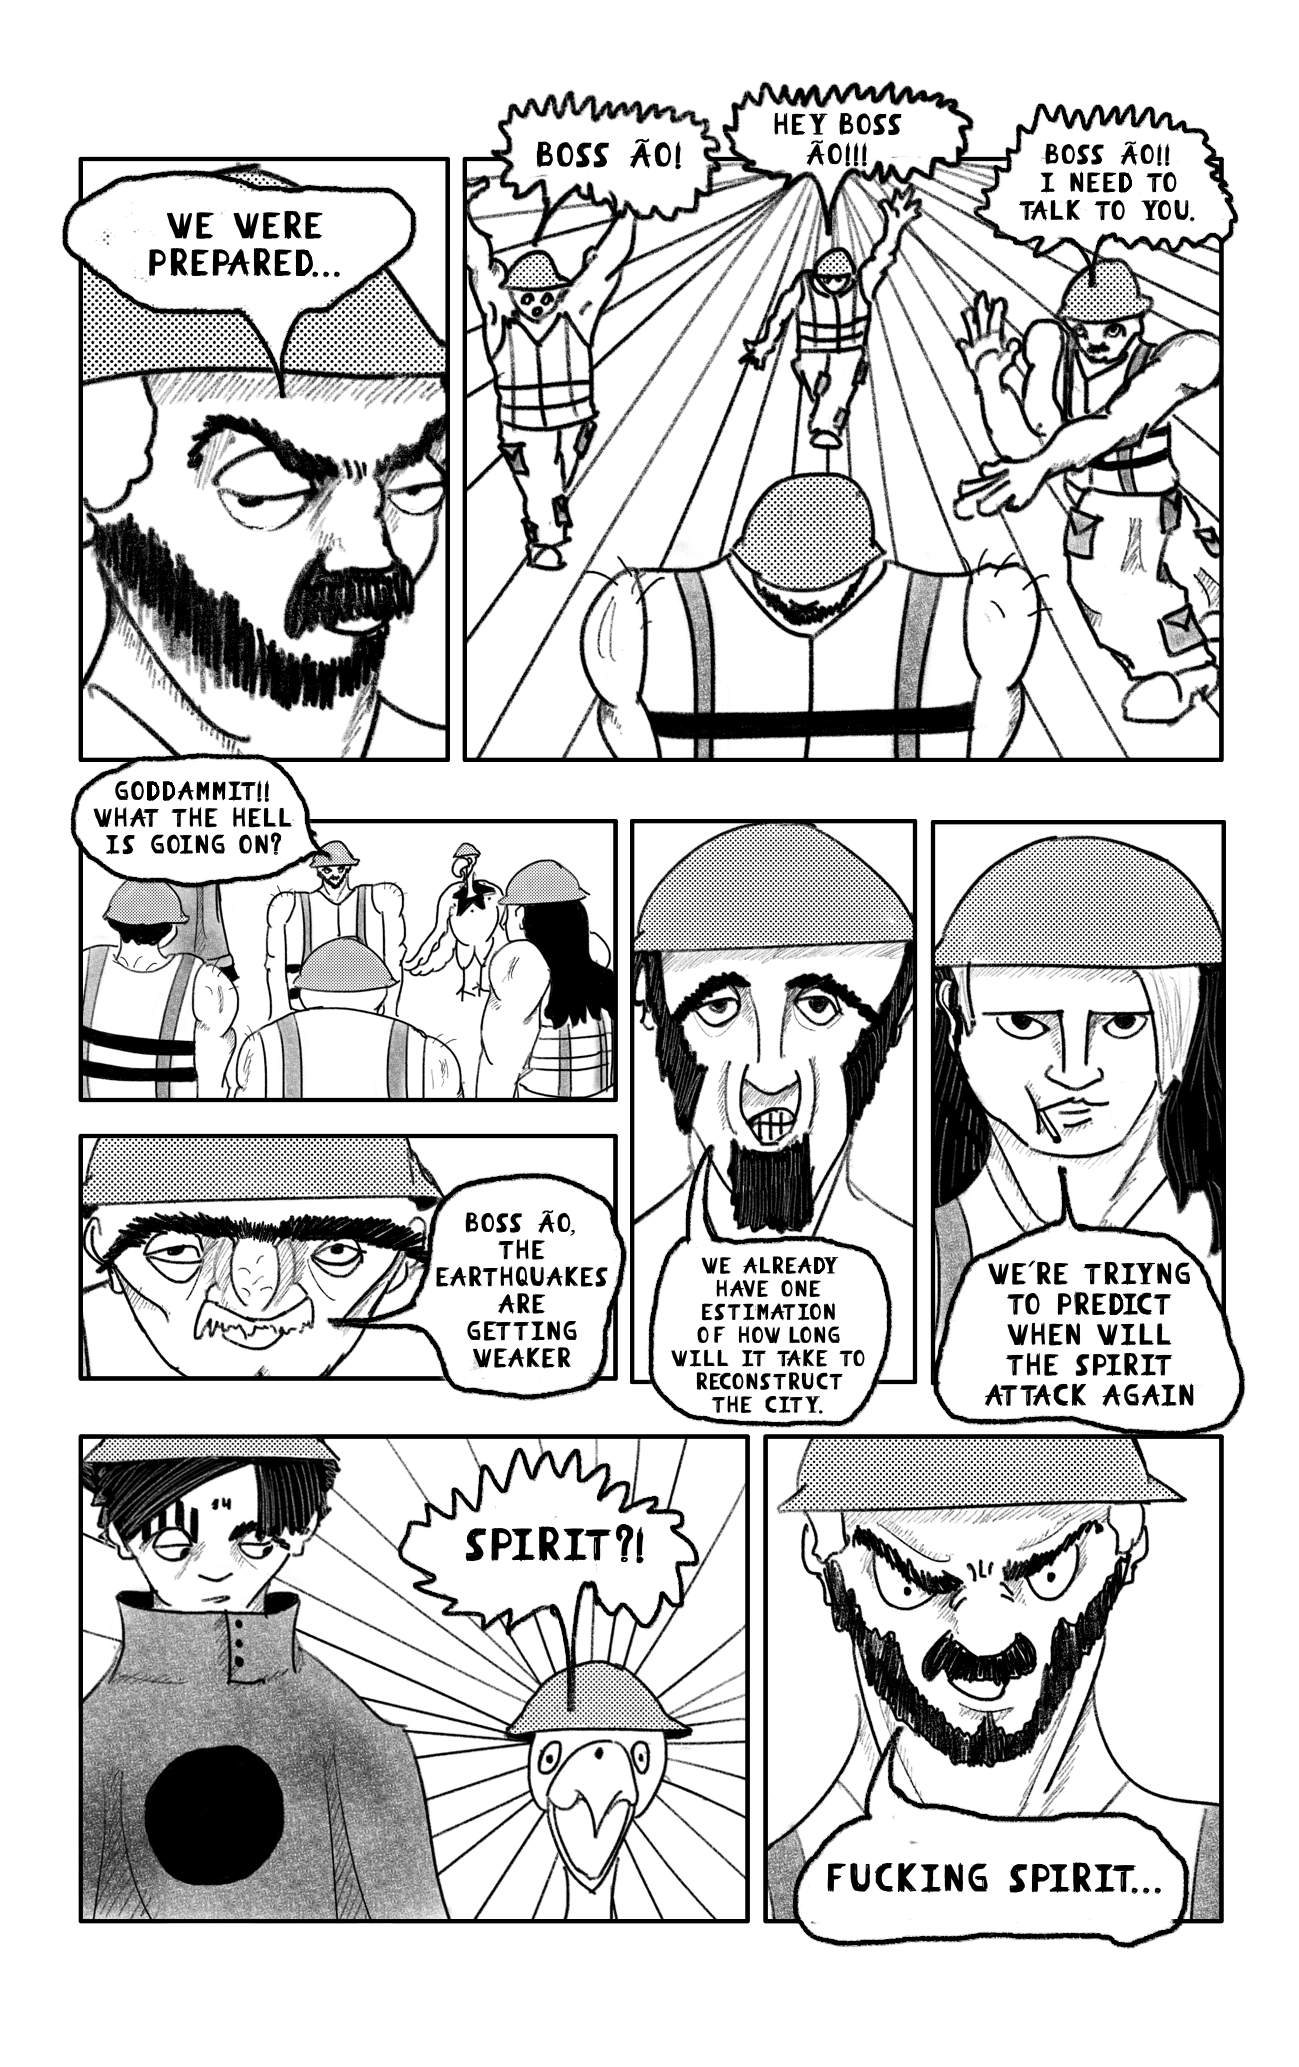 WE WERE
PREPARED...
BOSS ÃO!
HEY BOSS
ÃO!!!
BOSS ÃO!!
I NEED TO
TALK TO YOU.
GODDAMMIT!!
WHAT THE HELL
IS GOING ON?
BOSS ÃO,
THE
EARTHQUAKES
ARE
GETTING
WEAKER
WE ALREADY
HAVE ONE
ESTIMATION
OF HOW LONG
WILL IT TAKE TO
RECONSTRUCT
THE CITY.
WE'RE TRIYNG
TO PREDICT
WHEN WILL
THE SPIRIT
ATTACK AGAIN
SPIRIT?!
FUCKING SPIRIT...